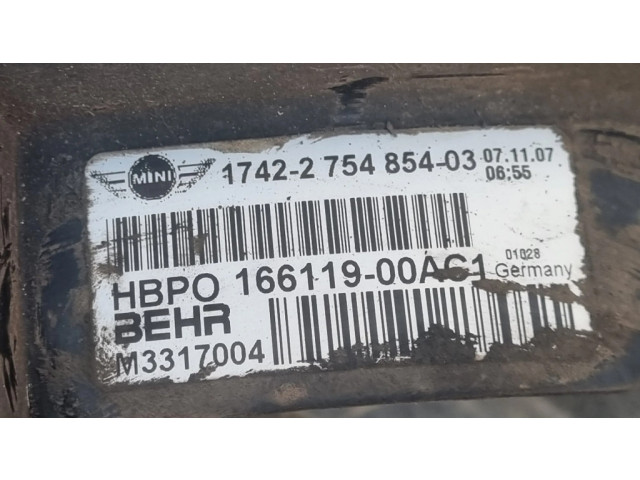 MINI 1742-2 754 854-03 07.11.07
06:55
01028
HBPO 166119-00AC1 Germany
BEHR
M3317004